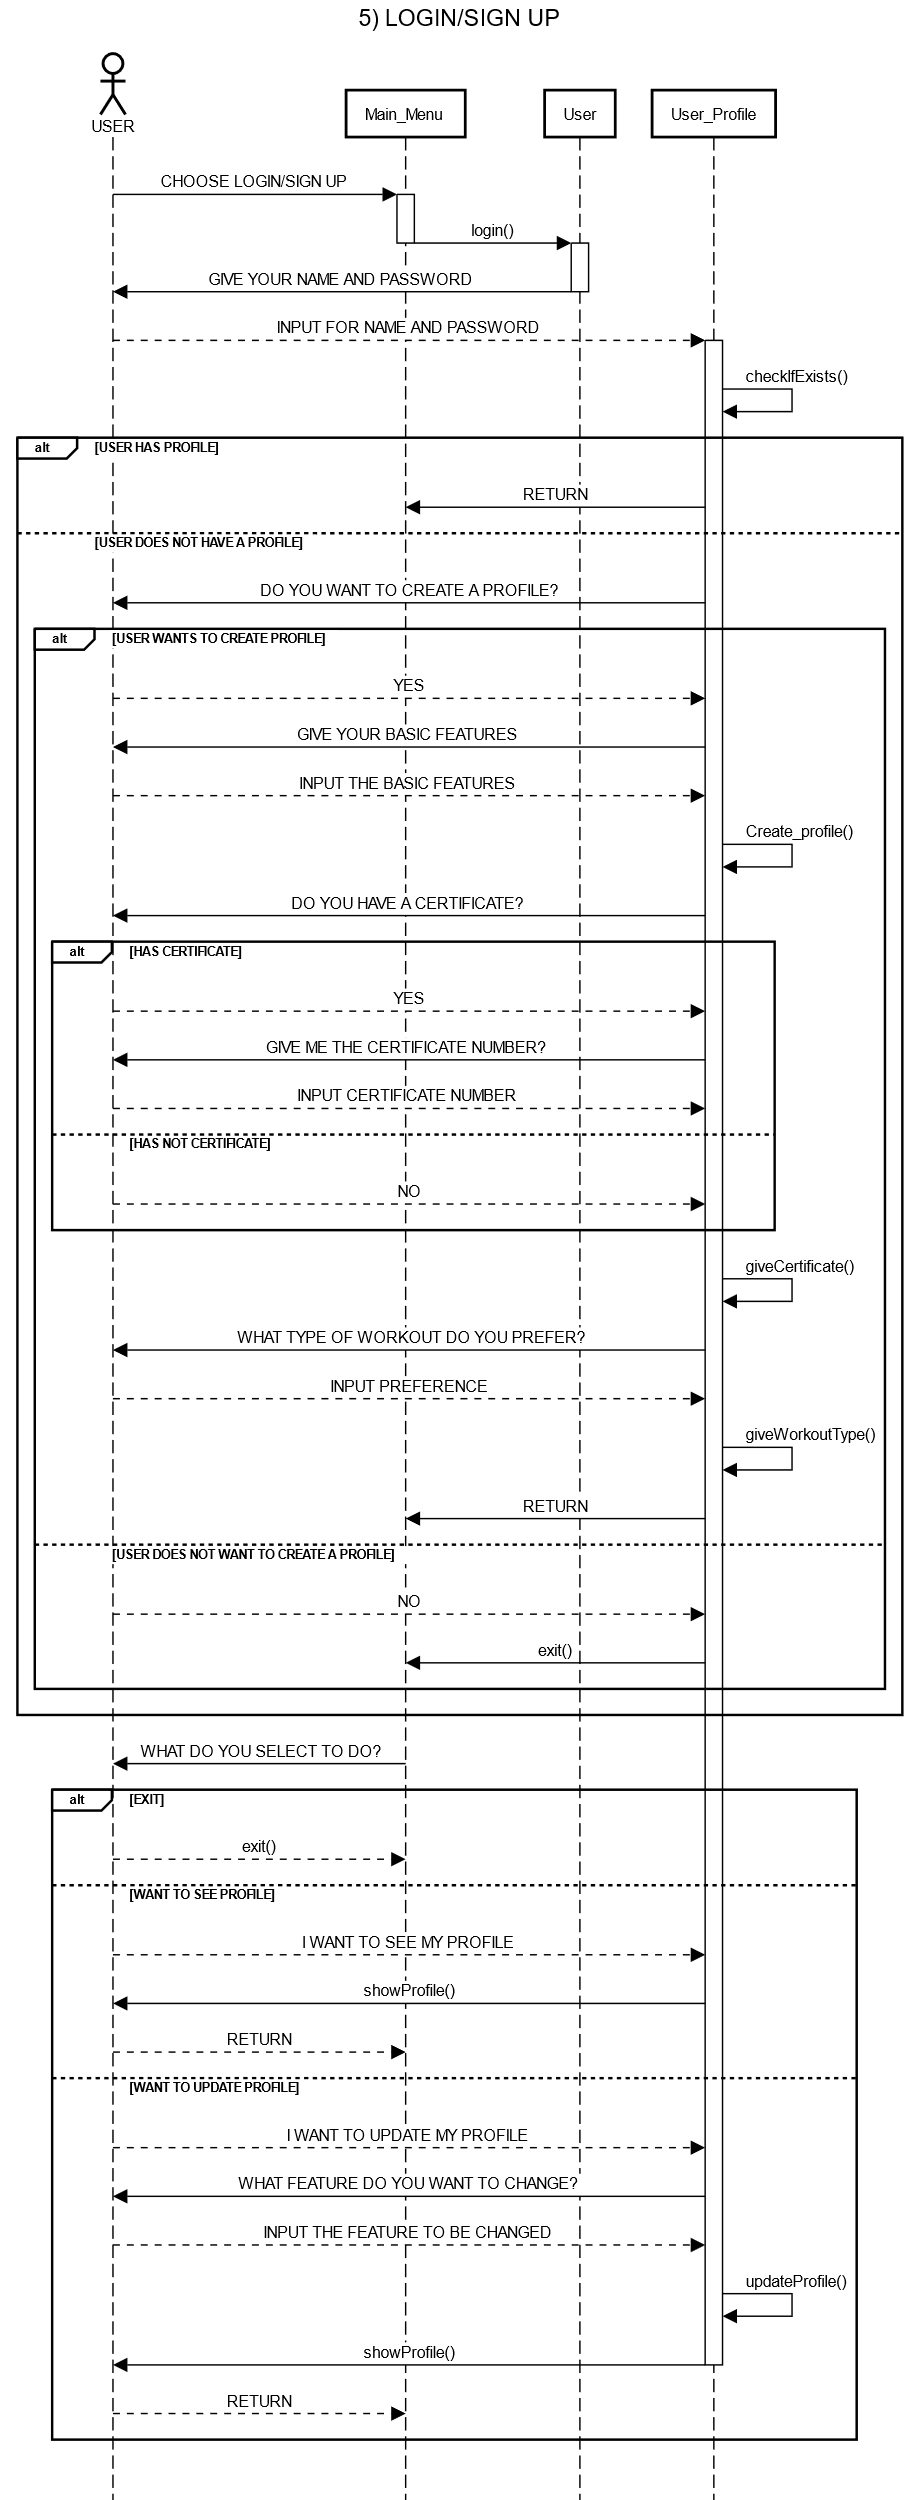 5) LOGIN/SIGN UP
USER
Main_Menu
User
User_Profile
CHOOSE LOGIN/SIGN UP
login()
GIVE YOUR NAME AND PASSWORD
INPUT FOR NAME AND PASSWORD
checkIfExists()
alt [USER HAS PROFILE]
RETURN
[USER DOES NOT HAVE A PROFILE]
DO YOU WANT TO CREATE A PROFILE?
alt [USER WANTS TO CREATE PROFILE]
YES
GIVE YOUR BASIC FEATURES
INPUT THE BASIC FEATURES
Create_profile()
DO YOU HAVE A CERTIFICATE?
alt [HAS CERTIFICATE]
YES
GIVE ME THE CERTIFICATE NUMBER?
INPUT CERTIFICATE NUMBER
[HAS NOT CERTIFICATE]
NO
giveCertificate()
WHAT TYPE OF WORKOUT DO YOU PREFER?
INPUT PREFERENCE
giveWorkoutType()
RETURN
[USER DOES NOT WANT TO CREATE A PROFILE]
NO
exit()
WHAT DO YOU SELECT TO DO?
alt [EXIT]
exit()
[WANT TO SEE PROFILE]
I WANT TO SEE MY PROFILE
showProfile()
RETURN
[WANT TO UPDATE PROFILE]
I WANT TO UPDATE MY PROFILE
WHAT FEATURE DO YOU WANT TO CHANGE?
INPUT THE FEATURE TO BE CHANGED
updateProfile()
showProfile()
RETURN